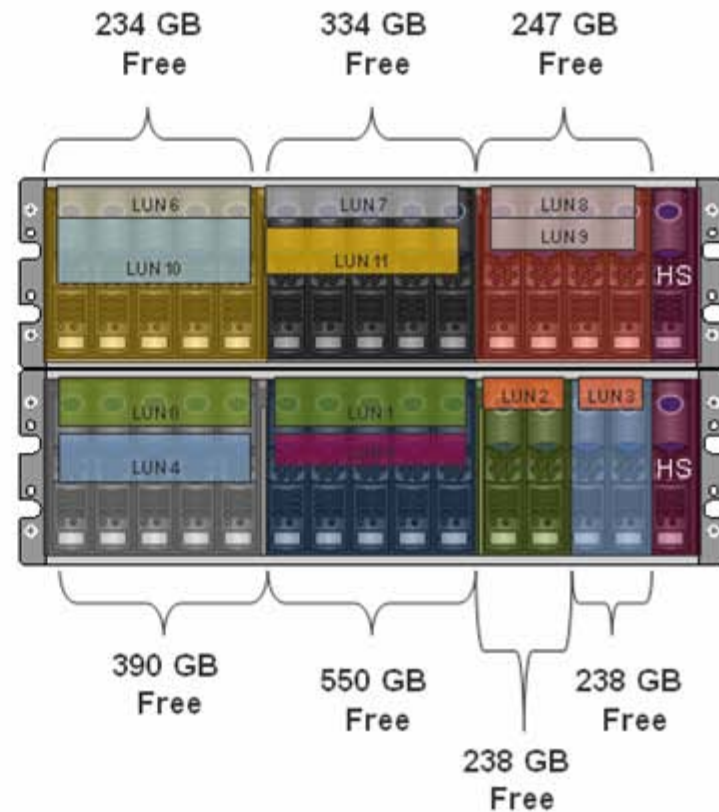 234 GB
Free
334 GB
Free
247 GB
Free
LUN 6
LUN 7
LUN 8
LUN 9
LUN 10
LUN 11
HS
LUN 0
LUN 1
LUN 2
LUN 3
LUN 4
HS
390 GB
Free
550 GB
Free
238 GB
Free
238 GB
Free